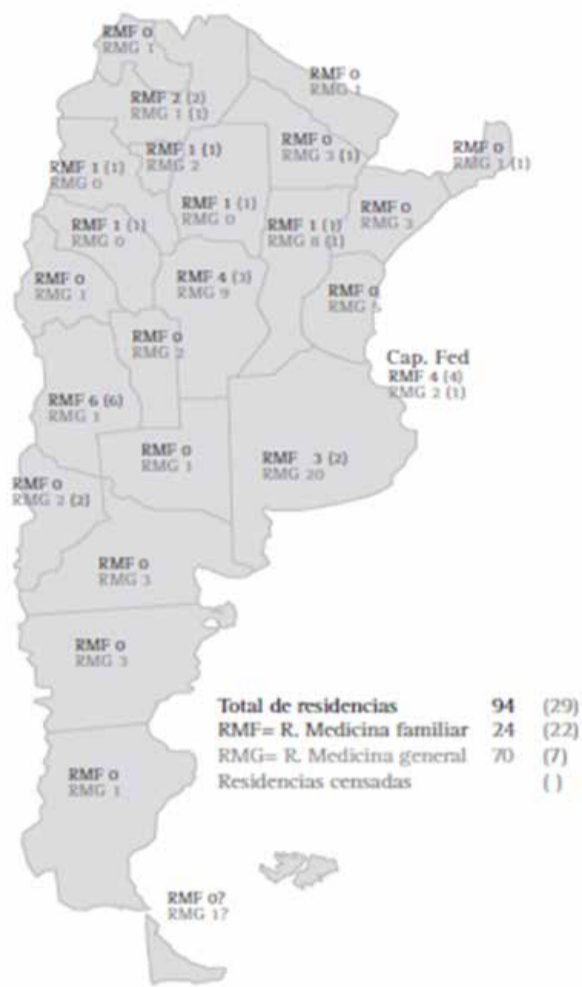 RMF 0
RMG 1
RMF 0
RMG 1
RMF 2 (2)
RMG 1 (1)
RMF 0
RMG 3 (1)
RMF 0
RMG 1 (1)
RMF 1 (1)
RMG 2
RMF 1 (1)
RMG 0
RMF 1 (1)
RMG 0
RMF 1 (1)
RMG 0
RMF 1 (1)
RMG 8 (1)
RMF 0
RMG 3
RMF 0
RMG 1
RMF 4 (3)
RMG 9
RMF 0
RMG 5
RMF 0
RMG 2
Cap. Fed
RMF 4 (4)
RMG 2 (1)
RMF 6 (6)
RMG 1
RMF 0
RMG 1
RMF 3 (2)
RMG 20
RMF 0
RMG 2 (2)
RMF 0
RMG 3
RMF 0
RMG 3
Total de residencias 94 (29)
RMF= R. Medicina familiar 24 (22)
RMG= R. Medicina general 70 (7)
Residencias censadas ( )
RMF 0
RMG 1
RMF 0?
RMG 1?